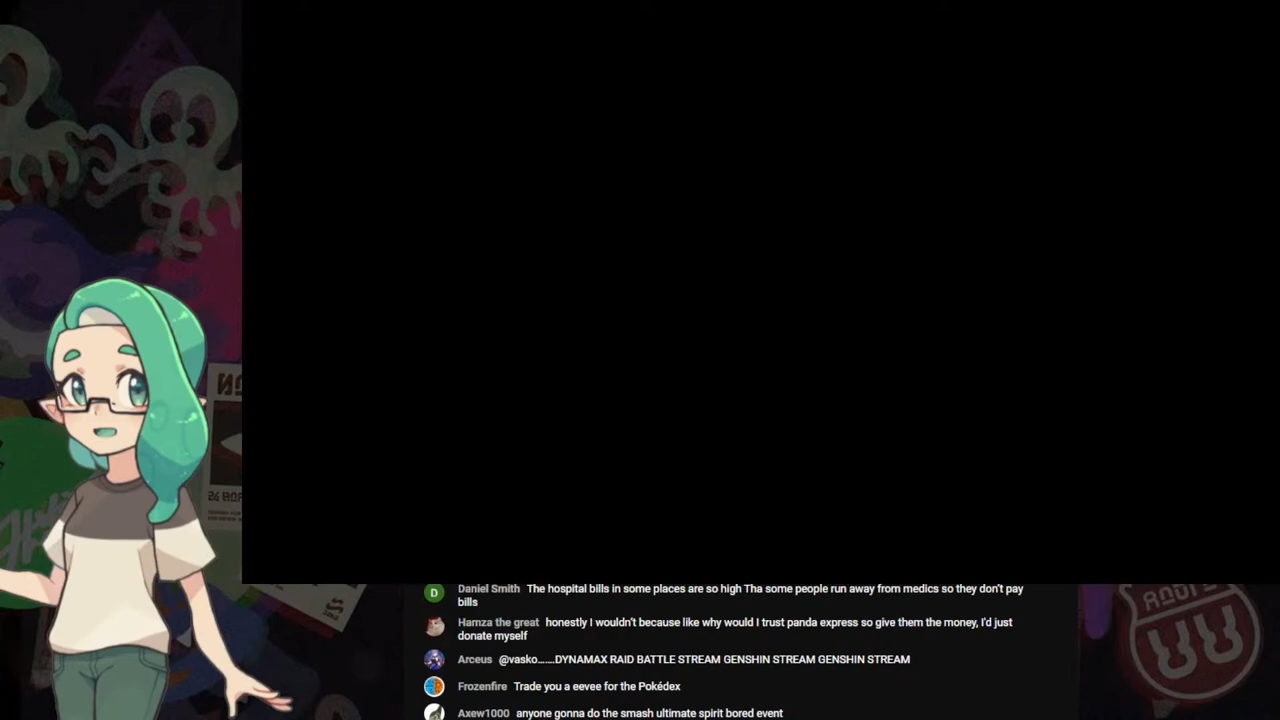 Daniel Smith The hospital bills in some places are so high Tha some people run away from medics so they don't pay
bills
Hamza the great honestly I wouldn't because like why would I trust panda express so give them the money, I'd just
donate myself
Arceus @vasko.......DYNAMAX RAID BATTLE STREAM GENSHIN STREAM GENSHIN STREAM
Frozenfire Trade you a eevee for the Pokédex
Axew1000 anyone gonna do the smash ultimate spirit bored event
D